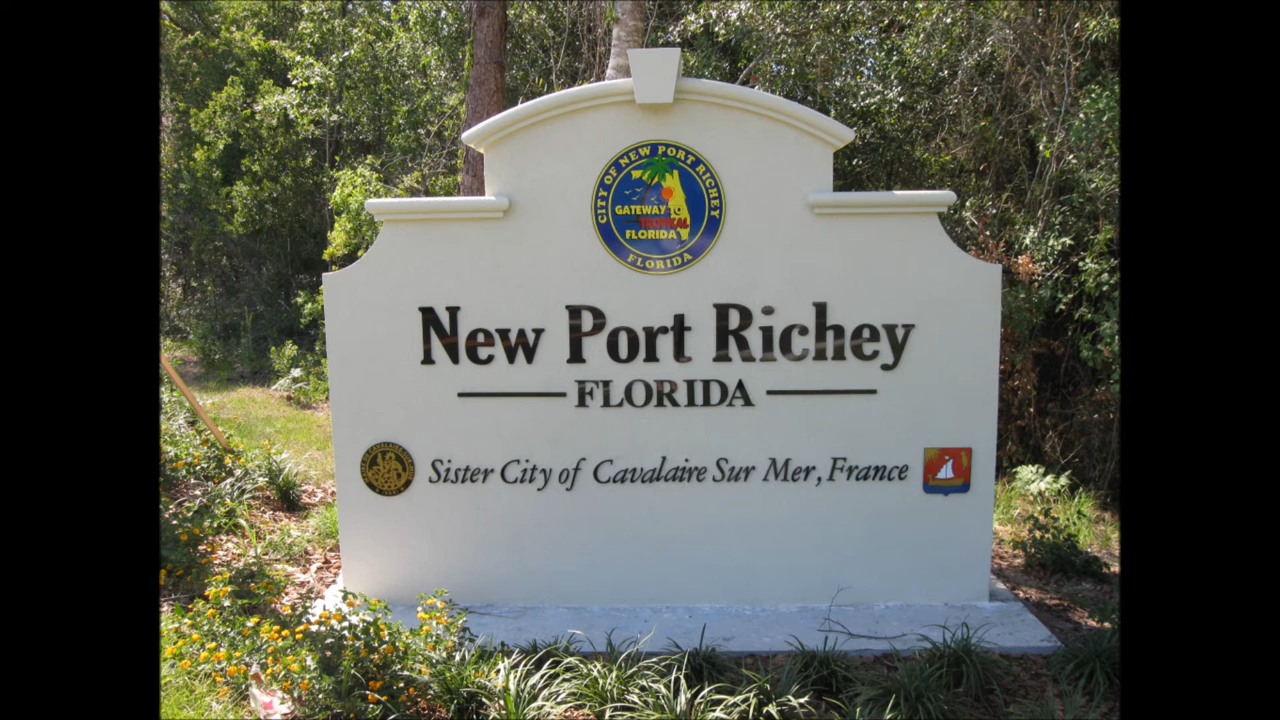 CITY OF NEW PORT RICHEY
GATEWAY TO
TROPICAL
FLORIDA
FLORIDA
New Port Richey
FLORIDA
Sister City of Cavalaire Sur Mer, France